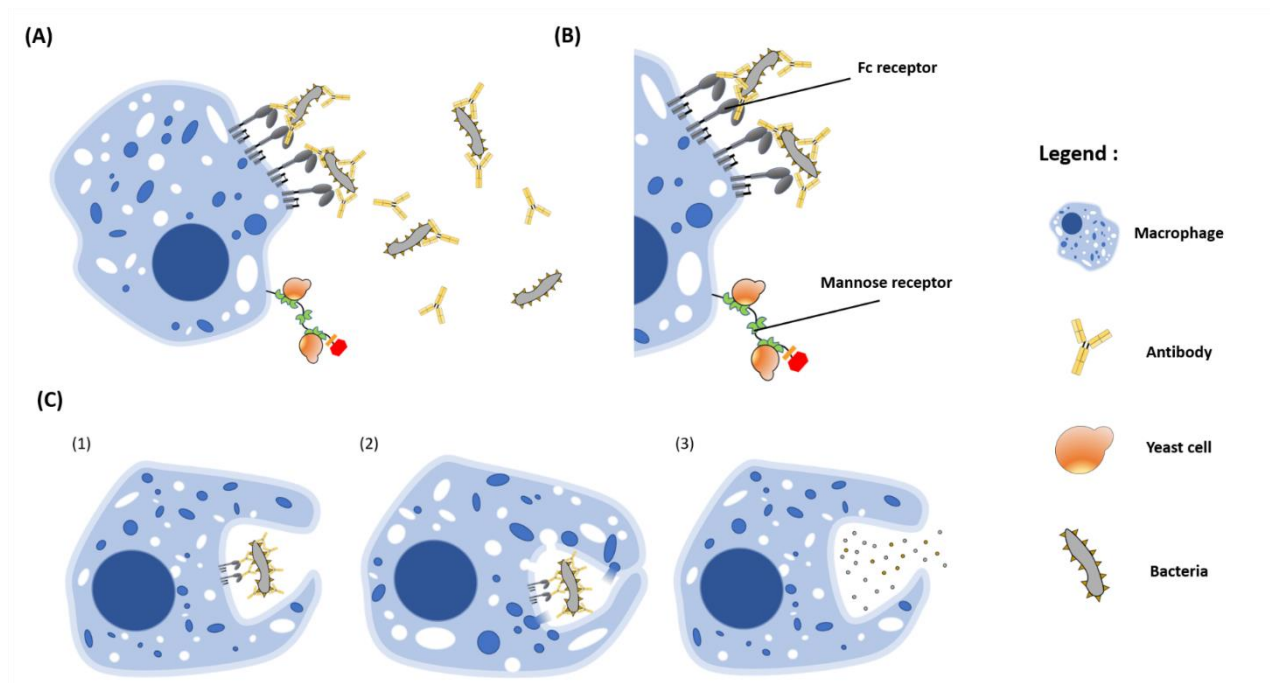 (A)
(B)
Fc receptor
Mannose receptor
Legend :
Macrophage
Antibody
Yeast cell
Bacteria
(C)
(1)
(2)
(3)